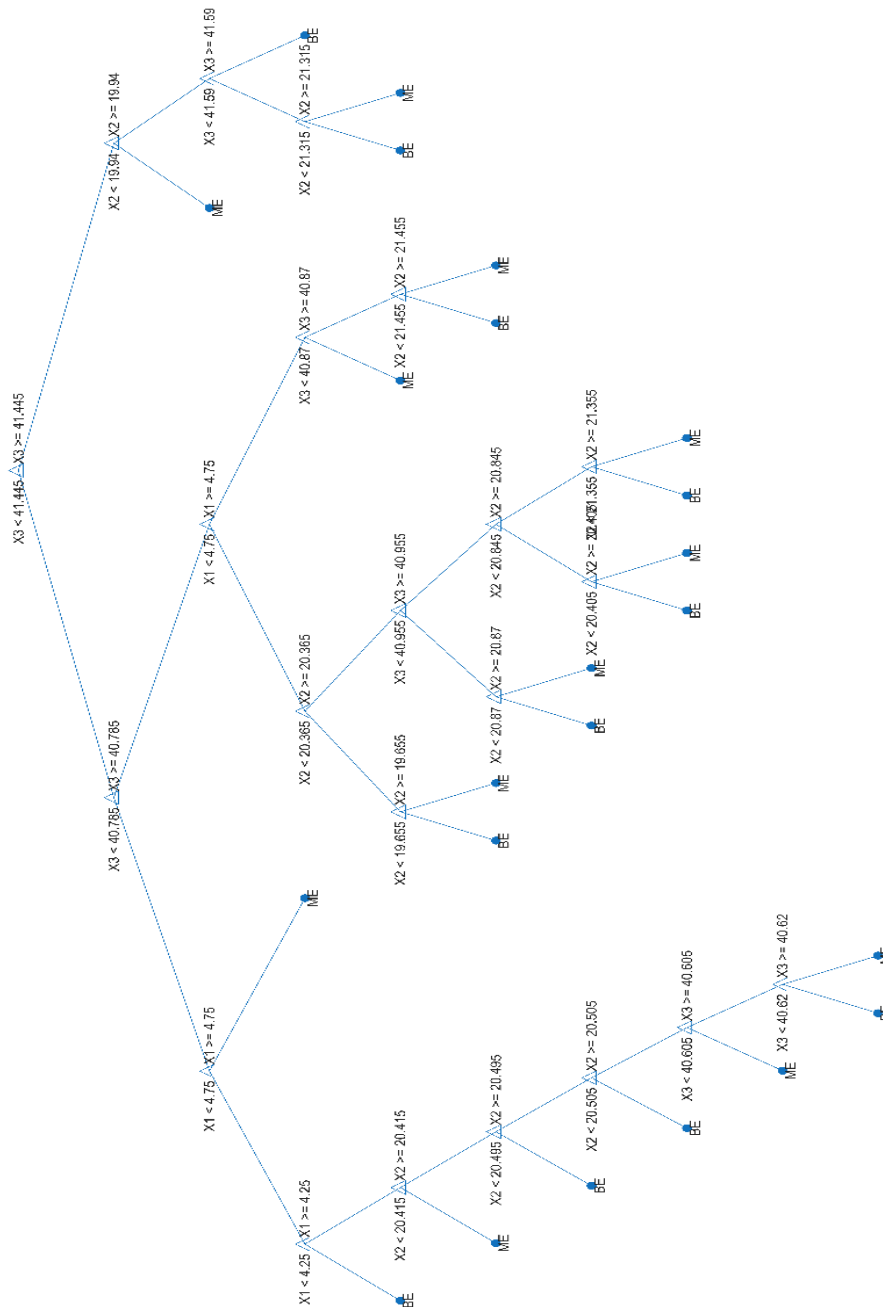 X3 < 41.445
X3 >= 41.445
X3 < 40.785
X3 >= 40.785
X2 < 19.94
X2 >= 19.94
X1 < 4.75
X1 >= 4.75
X1 < 4.75
X1 >= 4.75
ME
X3 < 41.59
X3 >= 41.59
X1 < 4.25
X1 >= 4.25
ME
X2 < 20.365
X2 >= 20.365
X3 < 40.87
X3 >= 40.87
X2 < 21.315
X2 >= 21.315
BE
BE
X2 < 20.415
X2 >= 20.415
X2 < 19.655
X2 >= 19.655
X3 < 40.955
X3 >= 40.955
ME
X2 < 21.455
X2 >= 21.455
BE
ME
ME
X2 < 20.495
X2 >= 20.495
BE
ME
X2 < 20.87
X2 >= 20.87
X2 < 20.845
X2 >= 20.845
BE
ME
BE
X2 < 20.505
X2 >= 20.505
BE
ME
X2 < 20.405
X2 >= 20.405
X2 < 21.355
X2 >= 21.355
BE
X3 < 40.605
X3 >= 40.605
BE
ME
BE
ME
ME
X3 < 40.62
X3 >= 40.62